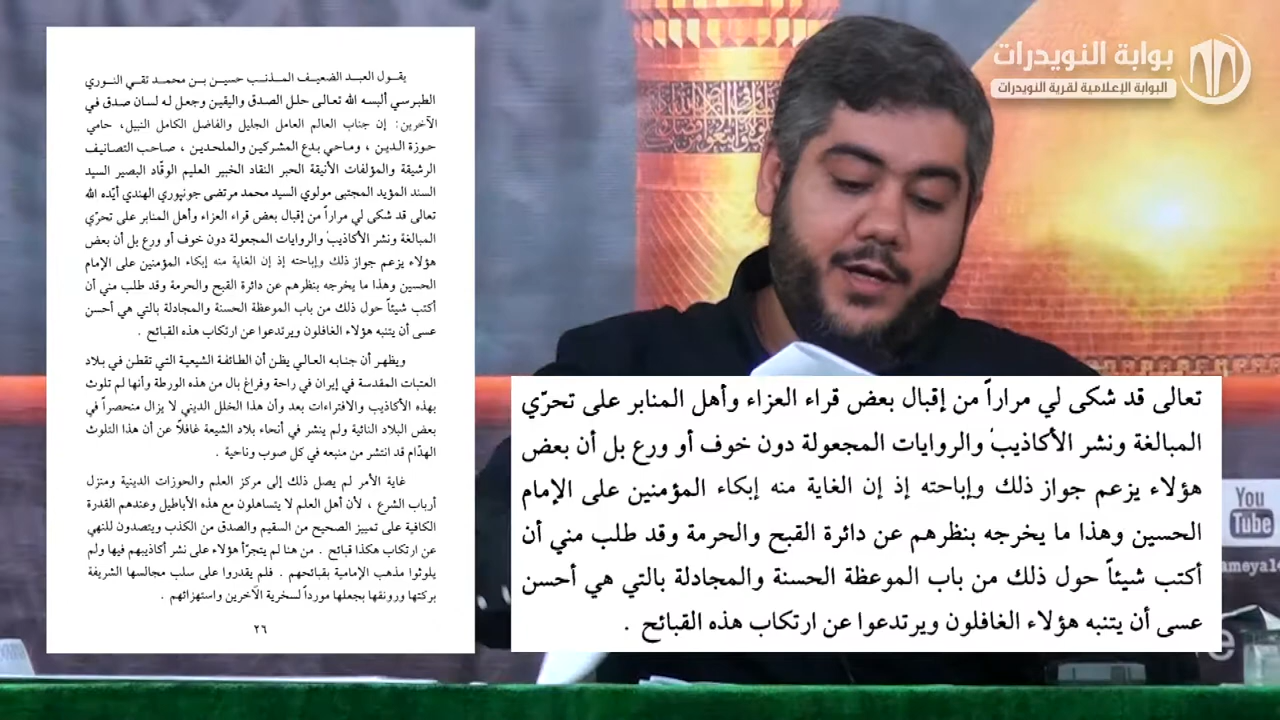 بوابة النويدرات
البوابة الإعلامية لقرية النويدرات
يقول العبد الضعيف المذنب حسين بن محمد تقي النوري
الطبرسي ألبسه الله تعالى حلل الصدق واليقين وجعل له لسان صدق في
الآخرين: إن جناب العالم العامل الجليل والفاضل الكامل النبيل، حامي
حوزة الدين ، وماحي بدع المشركين والملحدين ، صاحب التصانيف
الرشيقة والمؤلفات الأنيقة الحبر النقاد الخبير العليم الوقّاد البصير السيد
السند المؤيد المجتبى مولوي السيد محمد مرتضى جونپوري الهندي أيّده الله
تعالى قد شكى لي مراراً من إقبال بعض قراء العزاء وأهل المنابر على تحرّي
المبالغة ونشر الأكاذيب والروايات المجعولة دون خوف أو ورع بل أن بعض
هؤلاء يزعم جواز ذلك وإباحته إذ إن الغاية منه إبكاء المؤمنين على الإمام
الحسين وهذا ما يخرجه بنظرهم عن دائرة القبح والحرمة وقد طلب مني أن
أكتب شيئاً حول ذلك من باب الموعظة الحسنة والمجادلة بالتي هي أحسن
عسى أن يتنبه هؤلاء الغافلون ويرتدعوا عن ارتكاب هذه القبائح .
ويظهر أن جنابه العالي يظن أن الطائفة الشيعية التي تقطن في بلاد
العتبات المقدسة في إيران في راحة وفراغ بال من هذه الورطة وأنها لم تلوث
بهذه الأكاذيب والافتراءات بعد وأن هذا الخلل الديني لا يزال منحصراً في
بعض البلاد النائية ولم ينشر في أنحاء بلاد الشيعة غافلاً عن أن هذا التلوث
الهدّام قد انتشر من منبعه في كل صوب وناحية .
غاية الأمر لم يصل ذلك إلى مركز العلم والحوزات الدينية ومنزل
أرباب الشرع ، لأن أهل العلم لا يتساهلون مع هذه الأباطيل وعندهم القدرة
الكافية على تمييز الصحيح من السقيم والصدق من الكذب ويتصدون للنهي
عن ارتكاب هكذا قبائح . من هنا لم يتجرّأ هؤلاء على نشر أكاذيبهم فيها ولم
يلوثوا مذهب الإمامية بقبائحهم . فلم يقدروا على سلب مجالسها الشريفة
بركتها ورونقها بجعلها مورداً لسخرية الآخرين واستهزائهم .
٢٦
تعالى قد شكى لي مراراً من إقبال بعض قراء العزاء وأهل المنابر على تحرّي
المبالغة ونشر الأكاذيب والروايات المجعولة دون خوف أو ورع بل أن بعض
هؤلاء يزعم جواز ذلك وإباحته إذ إن الغاية منه إبكاء المؤمنين على الإمام
الحسين وهذا ما يخرجه بنظرهم عن دائرة القبح والحرمة وقد طلب مني أن
أكتب شيئاً حول ذلك من باب الموعظة الحسنة والمجادلة بالتي هي أحسن
عسى أن يتنبه هؤلاء الغافلون ويرتدعوا عن ارتكاب هذه القبائح .
You
Tube